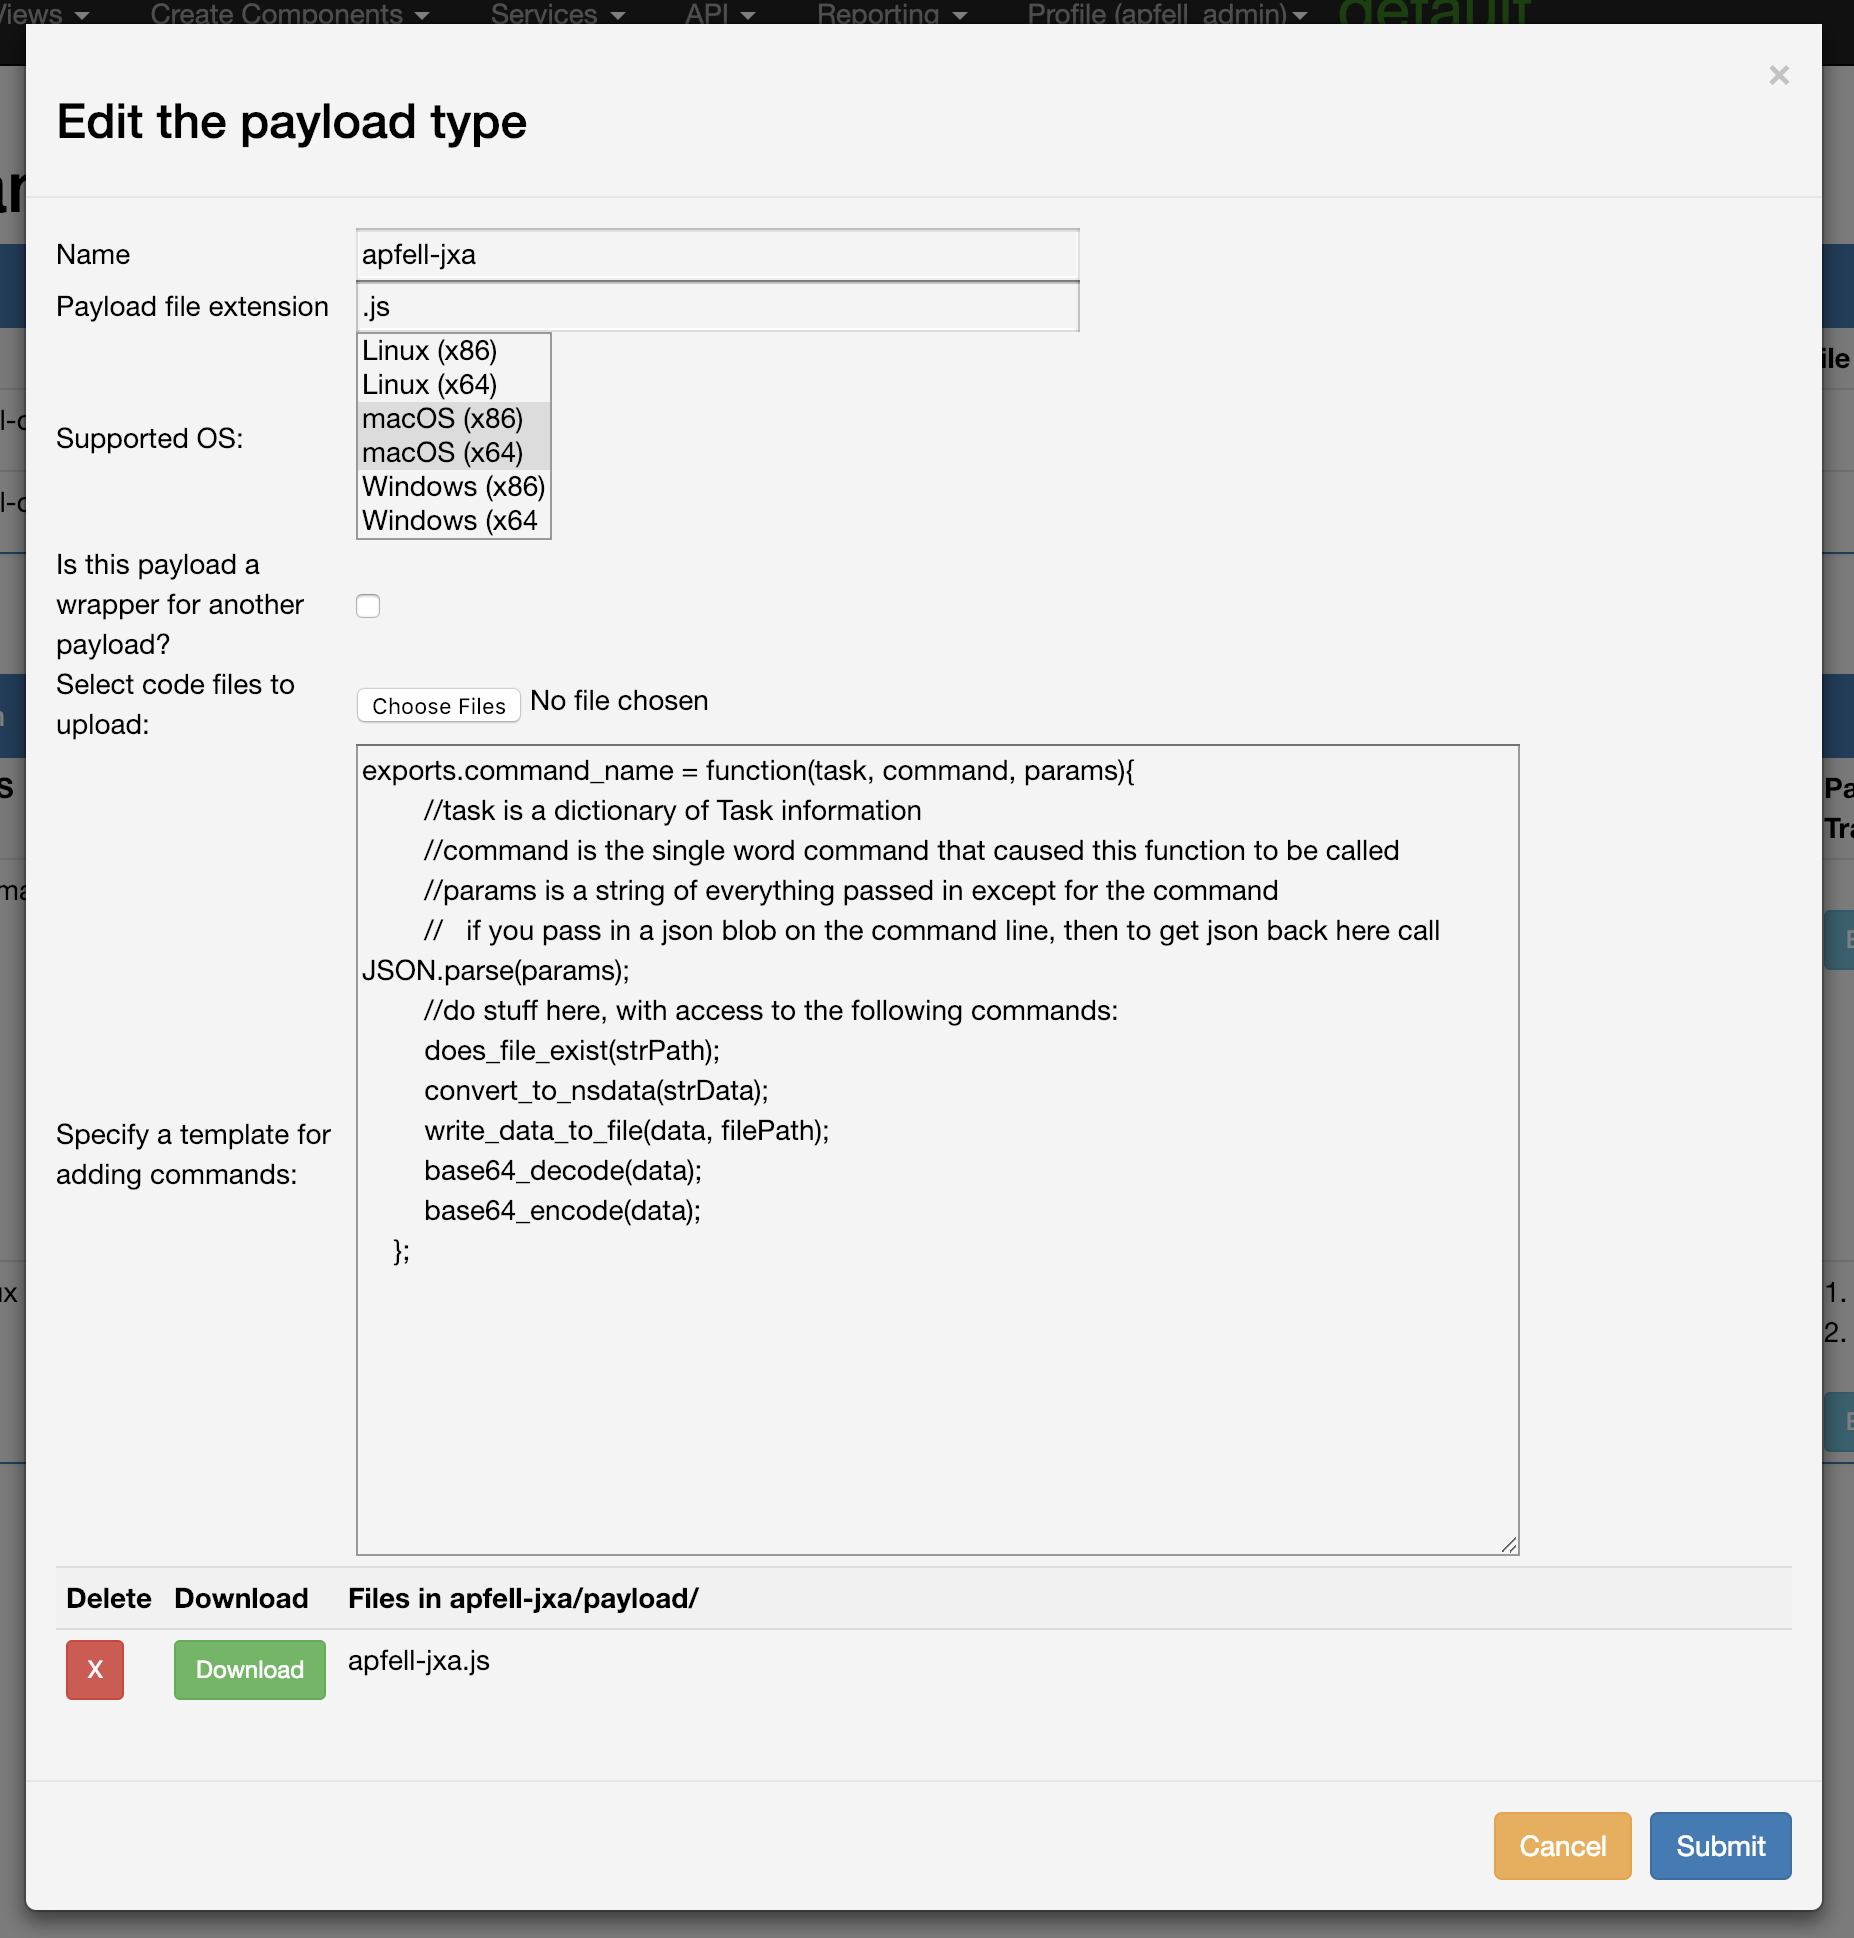 Views Create Components Services API Reporting Profile (apfell_admin) default
×
Edit the payload type
Name
apfell-jxa
Payload file extension
.js
Supported OS:
Linux (x86)
Linux (x64)
macOS (x86)
macOS (x64)
Windows (x86)
Windows (x64
Is this payload a
wrapper for another
payload?
Select code files to
upload:
Choose Files No file chosen
Specify a template for
adding commands:
exports.command_name = function(task, command, params){
//task is a dictionary of Task information
//command is the single word command that caused this function to be called
//params is a string of everything passed in except for the command
//   if you pass in a json blob on the command line, then to get json back here call
JSON.parse(params);
//do stuff here, with access to the following commands:
does_file_exist(strPath);
convert_to_nsdata(strData);
write_data_to_file(data, filePath);
base64_decode(data);
base64_encode(data);
};
Delete Download Files in apfell-jxa/payload/
X Download apfell-jxa.js
Cancel Submit
1.
2.